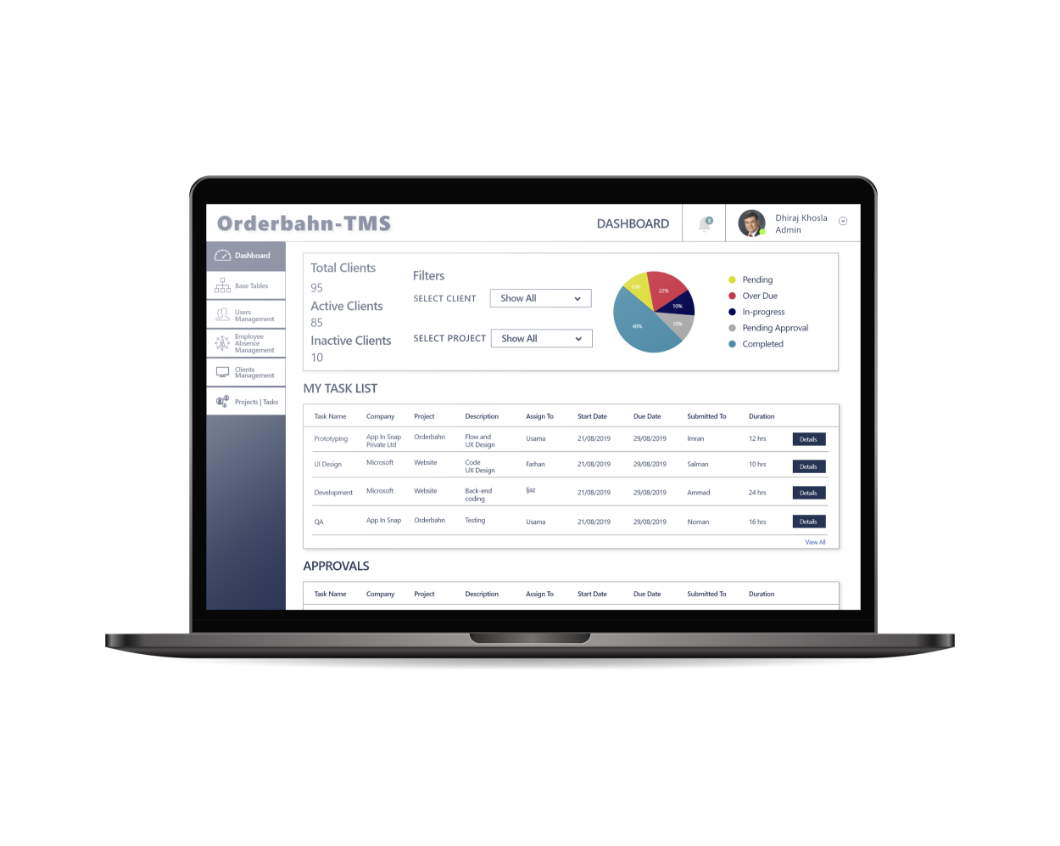 Orderbahn-TMS
DASHBOARD
Dhiraj Khosla
Admin
Dashboard
Base Tables
Users
Management
Employee
Absence
Management
Clients
Management
Projects | Tasks
Total Clients
95
Active Clients
85
Inactive Clients
10
Filters
SELECT CLIENT
Show All
SELECT PROJECT
Show All
10%
Pending
Over Due
In-progress
Pending Approval
Completed
MY TASK LIST
Task Name Company Project Description Assign To Start Date Due Date Submitted To Duration
Prototyping App In Snap Private Ltd Orderbahn Flow and UX Design Usama 21/08/2019 29/08/2019 Imran 12 hrs Details
UI Design Microsoft Website Code UX Design Farhan 21/08/2019 29/08/2019 Salman 10 hrs Details
Development Microsoft Website Back-end coding Ijaz 21/08/2019 29/08/2019 Ammad 24 hrs Details
QA App In Snap Orderbahn Testing Usama 21/08/2019 29/08/2019 Noman 16 hrs Details
View All
APPROVALS
Task Name Company Project Description Assign To Start Date Due Date Submitted To Duration